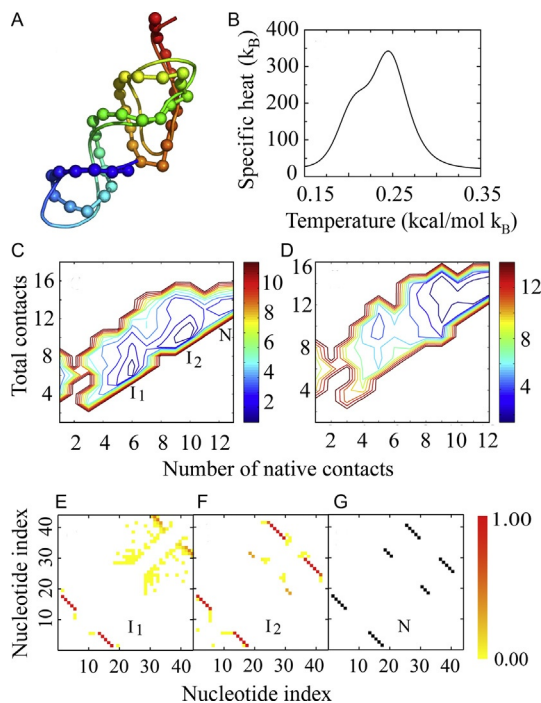 A
B
Specific heat (kB)
400
300
200
100
0
0.15 0.25 0.35
Temperature (kcal/mol kB)
C
D
Total contacts
16
12
8
4
I1
I2
N
10
8
6
4
2
12
8
4
2 4 6 8 10 12
2 4 6 8 10 12
Number of native contacts
E
F
G
Nucleotide index
40
30
20
10
I1
I2
N
1.00
0.00
10 20 30 40
10 20 30 40
10 20 30 40
Nucleotide index